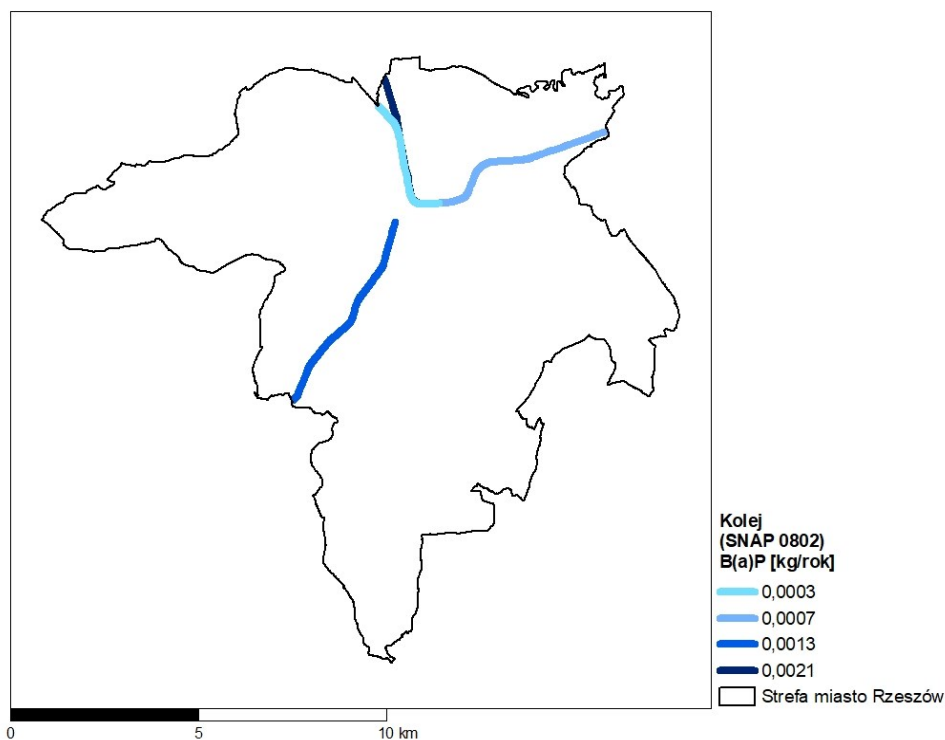 Kolej
(SNAP 0802)
B(a)P [kg/rok]
0,0003
0,0007
0,0013
0,0021
Strefa miasto Rzeszów
0 5 10 km